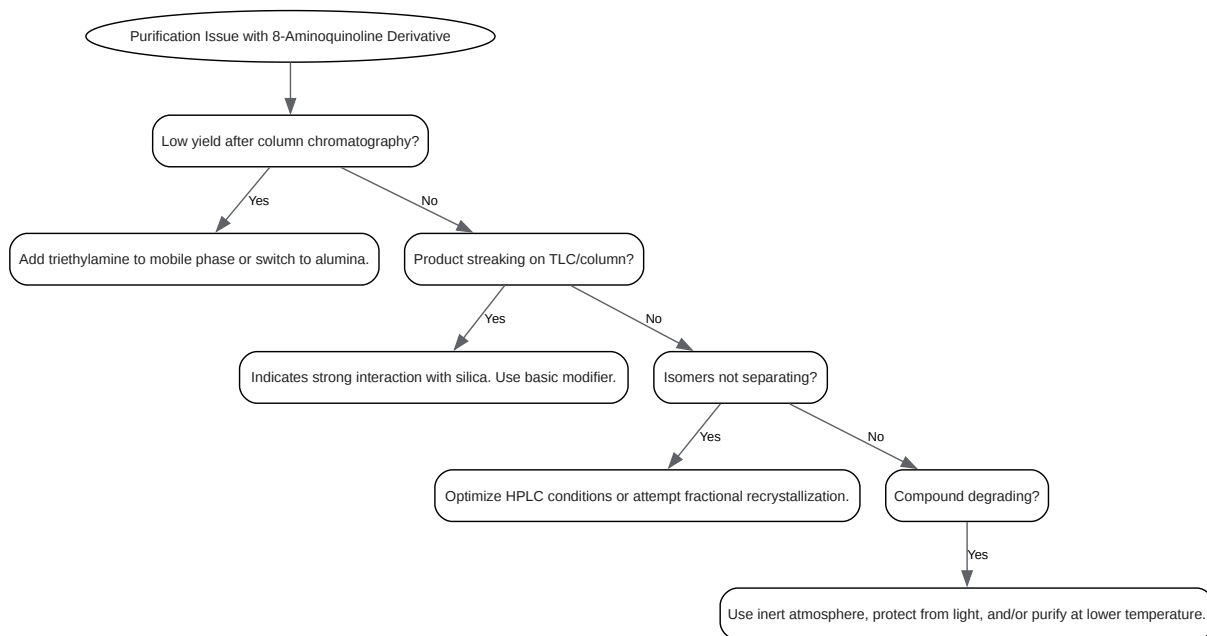 Purification Issue with 8-Aminoquinoline Derivative
Low yield after column chromatography?
Yes
No
Add triethylamine to mobile phase or switch to alumina.
Product streaking on TLC/column?
Yes
No
Indicates strong interaction with silica. Use basic modifier.
Isomers not separating?
Yes
No
Optimize HPLC conditions or attempt fractional recrystallization.
Compound degrading?
Yes
Use inert atmosphere, protect from light, and/or purify at lower temperature.